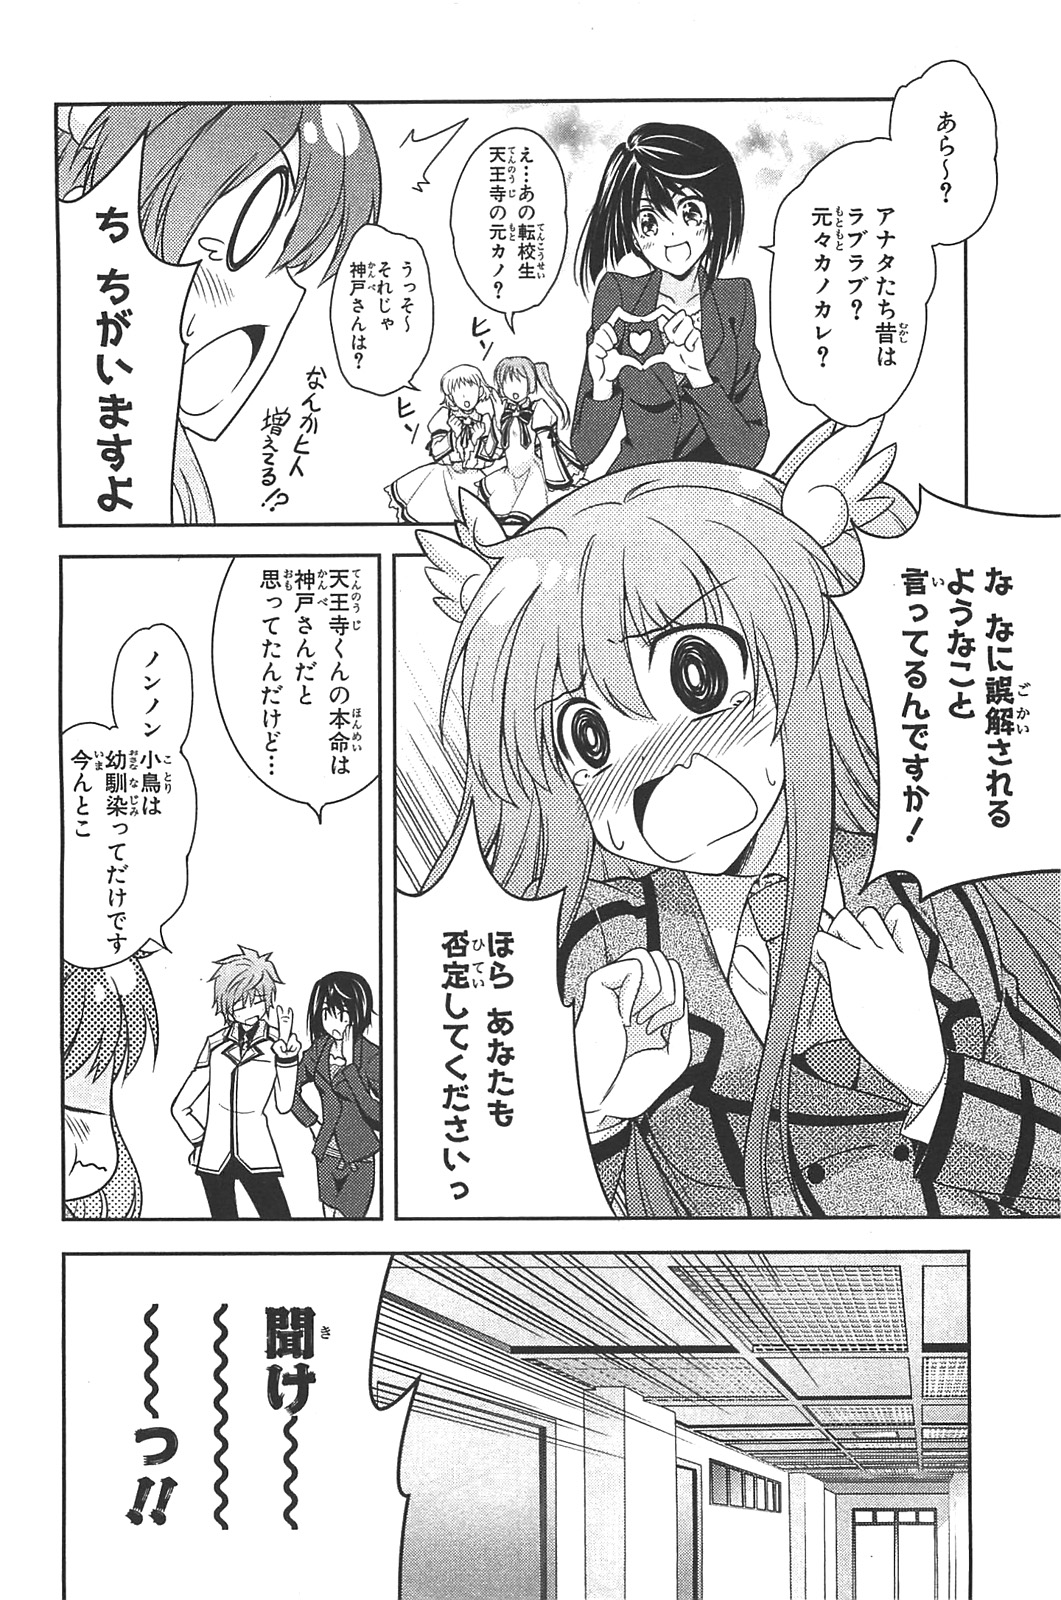 あら～？
アナタたち昔は
ラブラブ？
元々カノカレ？
え…あの転校生
天王寺の元カノ？
うっそ～
それじゃ
神戸さんは？
ヒソ
ヒソ
なんか人
増えてる!?
ち ちがいますよ
な なに誤解される
ようなこと
言ってるんですか！
ほら あなたも
否定してくださいっ
天王寺くんの本命は
神戸さんだと
思ってたんだけど…
ノンノン
小鳥は
幼馴染ってだけです
今んとこ
聞け～～～
～～～～～
～～～っ!!